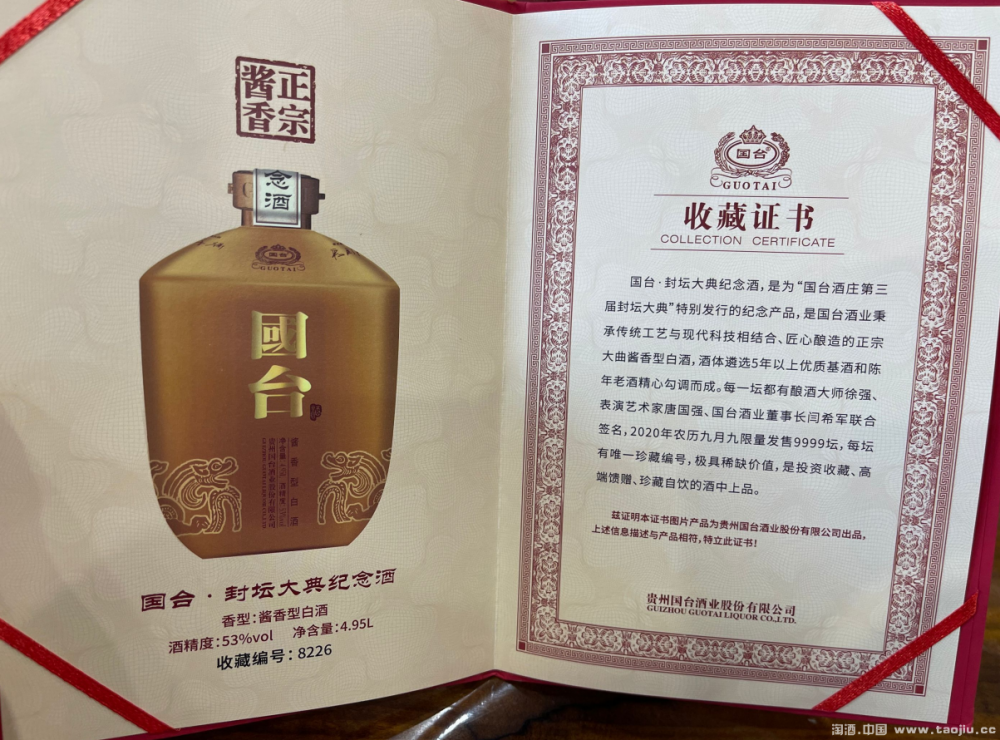 正宗
酱香
念酒
国台
GUOTAI
國台
酱香型白酒
国台·封坛大典纪念酒
香型:酱香型白酒
酒精度:53%vol 净含量:4.95L
收藏编号:8226
国台
GUOTAI
收藏证书
COLLECTION CERTIFICATE
国台·封坛大典纪念酒,是为“国台酒庄第三
届封坛大典”特别发行的纪念产品,是国台酒业秉
承传统工艺与现代科技相结合、匠心酿造的正宗
大曲酱香型白酒,酒体遴选5年以上优质基酒和陈
年老酒精心勾调而成。每一坛都有酿酒大师徐强、
表演艺术家唐国强、国台酒业董事长闫希军联合
签名,2020年农历九月九限量发售9999坛,每坛
有唯一珍藏编号,极具稀缺价值,是投资收藏、高
端馈赠、珍藏自饮的酒中上品。
兹证明本证书图片产品为贵州国台酒业股份有限公司出品,
上述信息描述与产品相符,特立此证书!
贵州国台酒业股份有限公司
GUIZHOU GUOTAI LIQUOR CO.,LTD.
淘酒.中国 www.taojiu.cc